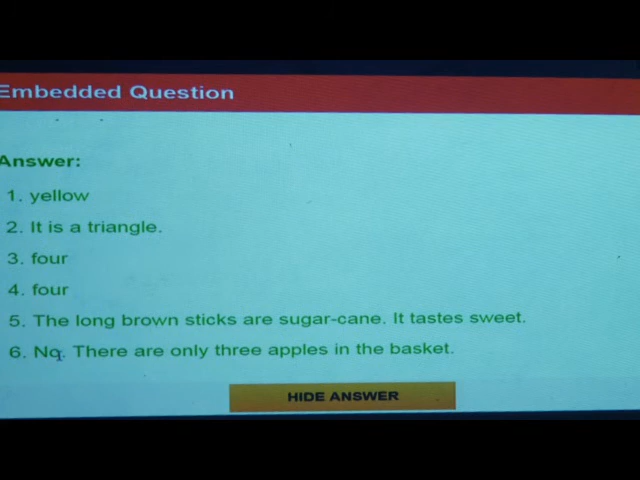 Embedded Question
Answer:
1. yellow
2. It is a triangle.
3. four
4. four
5. The long brown sticks are sugar-cane. It tastes sweet.
6. No. There are only three apples in the basket.
HIDE ANSWER